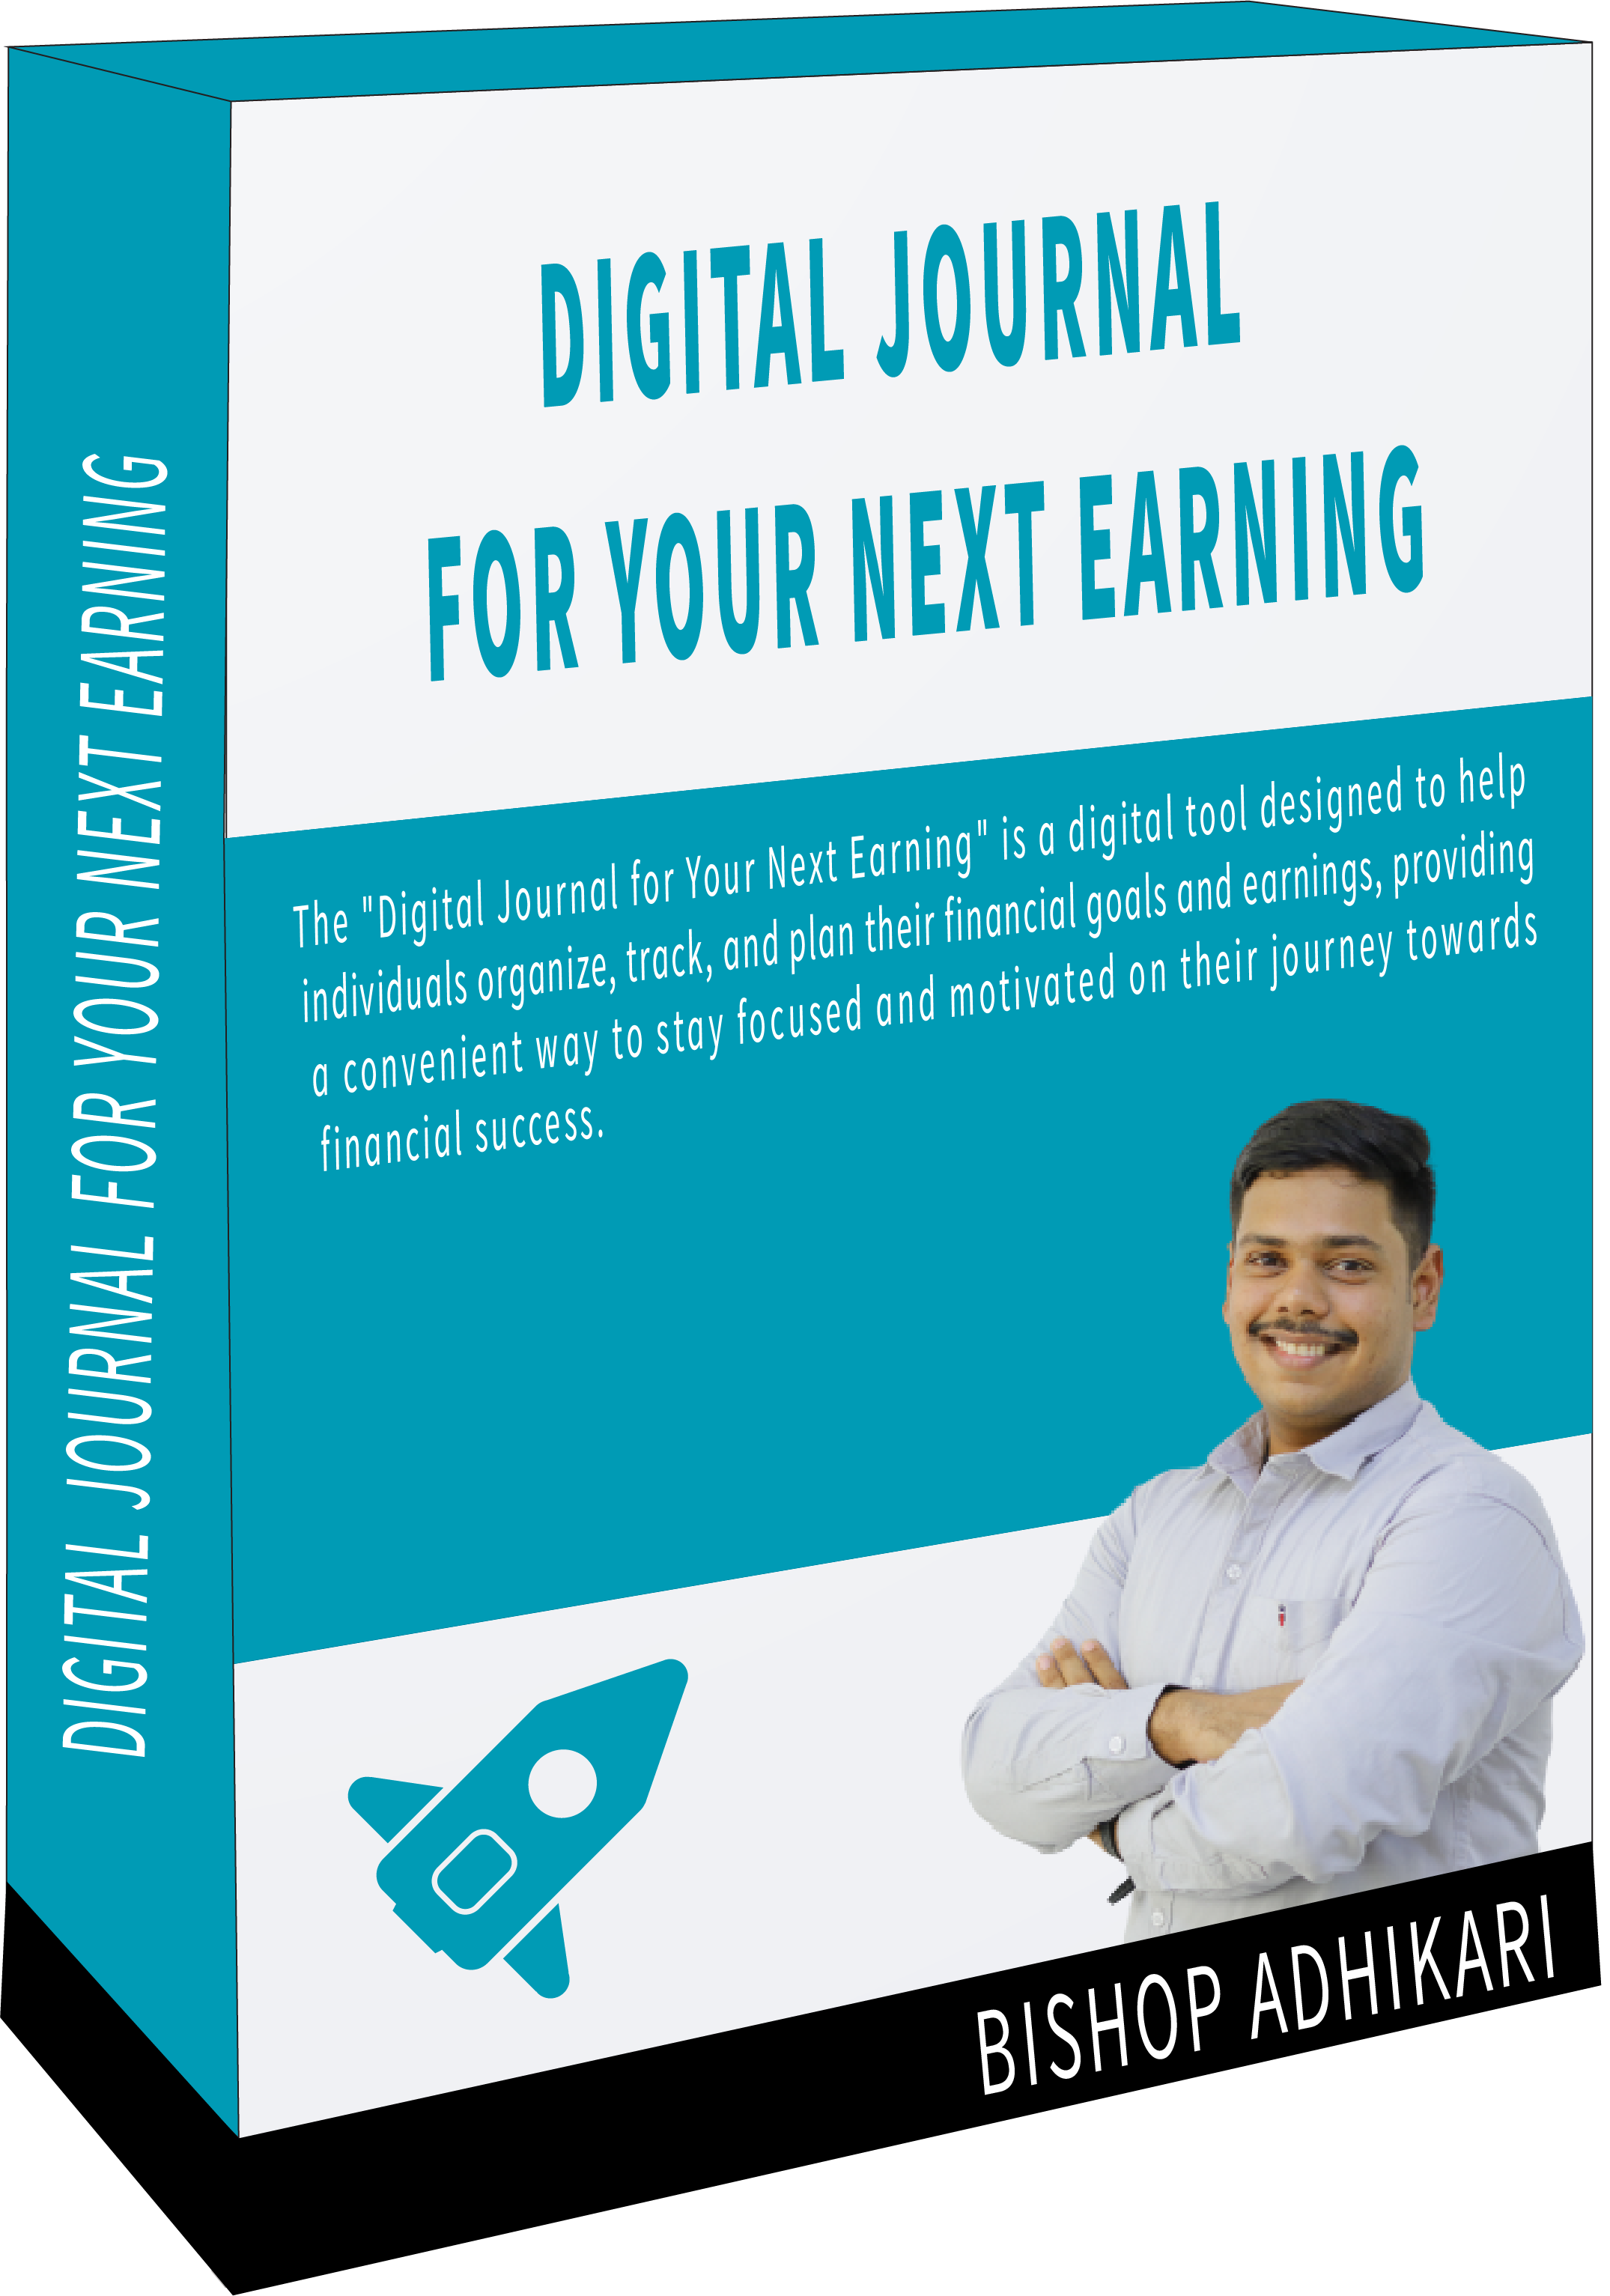 DIGITAL JOURNAL FOR YOUR NEXT EARNING
DIGITAL JOURNAL
FOR YOUR NEXT EARNING
The "Digital Journal for Your Next Earning" is a digital tool designed to help
individuals organize, track, and plan their financial goals and earnings, providing
a convenient way to stay focused and motivated on their journey towards
financial success.
BISHOP ADHIKARI